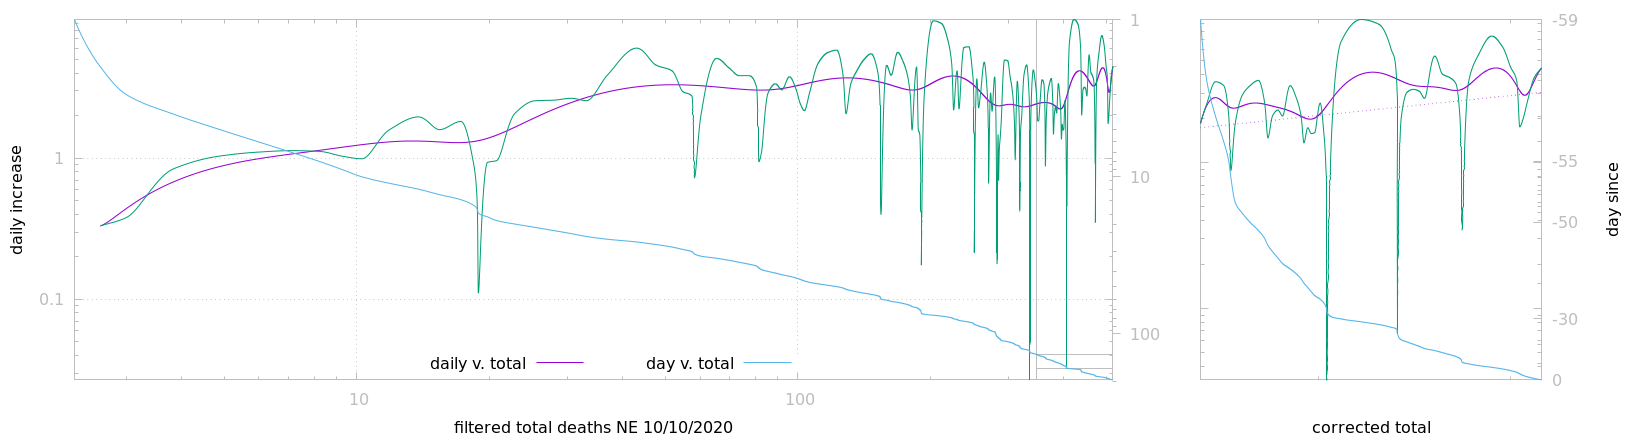 daily increase
1
0.1
10
100
daily v. total
day v. total
filtered total deaths NE 10/10/2020
1
10
100
-59
-55
-50
-30
0
day since
corrected total